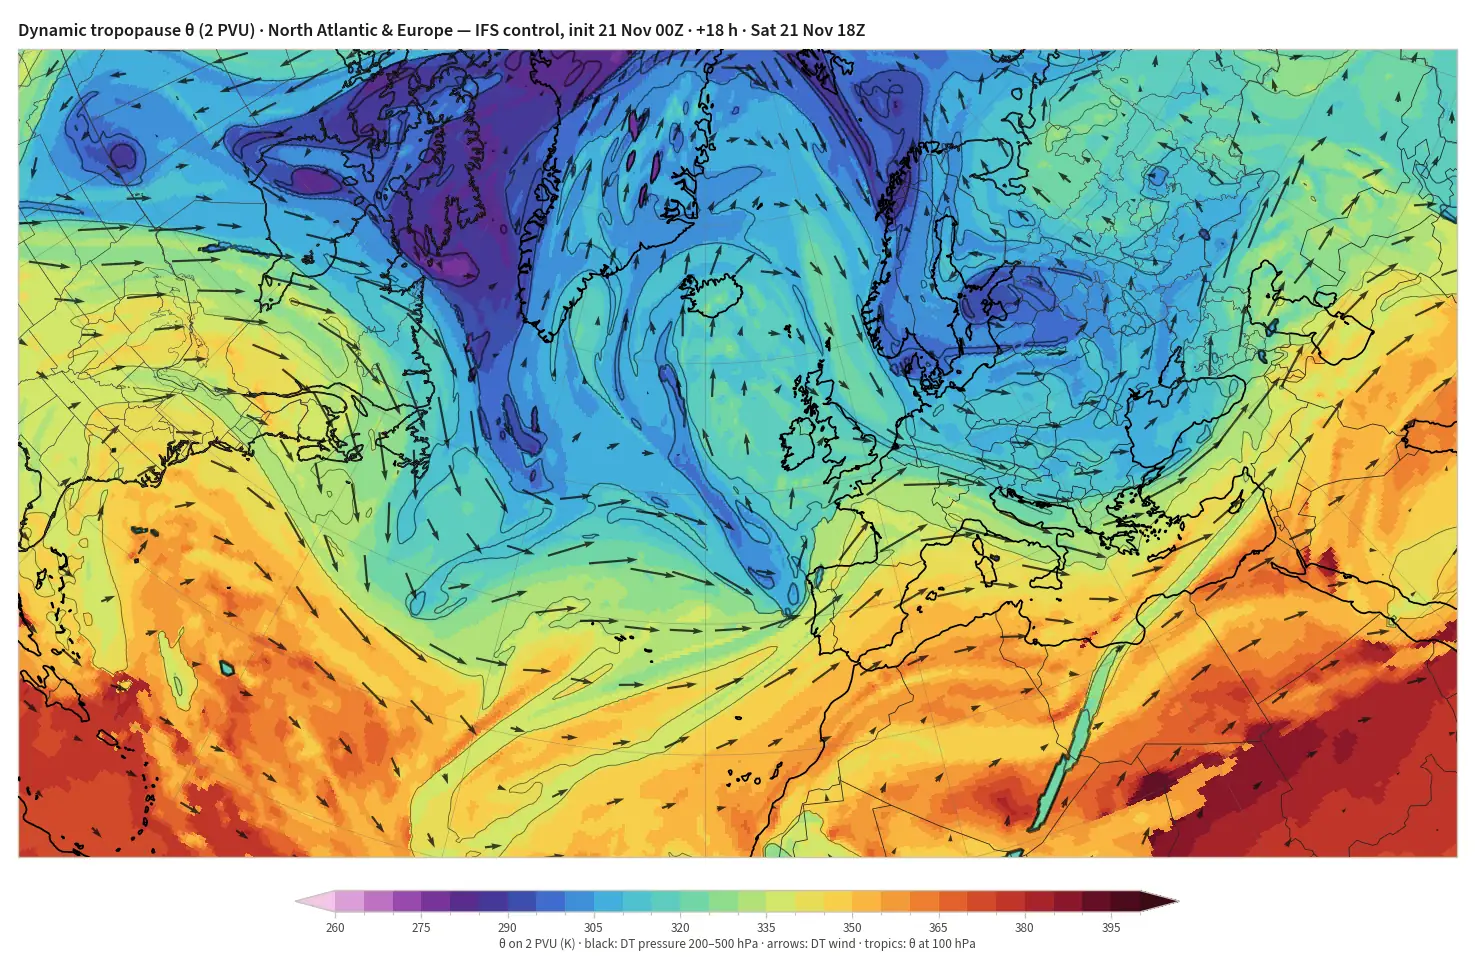 Dynamic tropopause θ (2 PVU) · North Atlantic & Europe — IFS control, init 21 Nov 00Z · +18 h · Sat 21 Nov 18Z
260 275 290 305 320 335 350 365 380 395
θ on 2 PVU (K) · black: DT pressure 200–500 hPa · arrows: DT wind · tropics: θ at 100 hPa